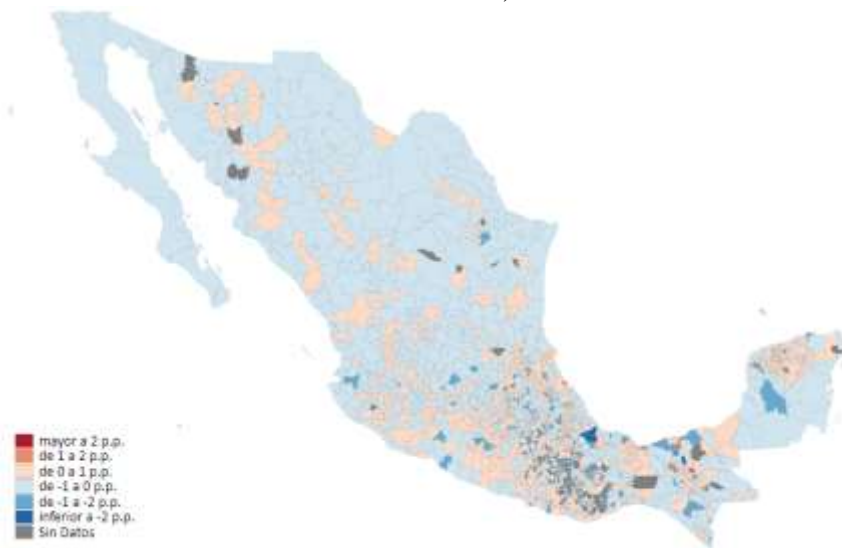 mayor a 2 p.p.
de 1 a 2 p.p.
de 0 a 1 p.p.
de -1 a 0 p.p.
de -1 a -2 p.p.
inferior a -2 p.p.
Sin Datos